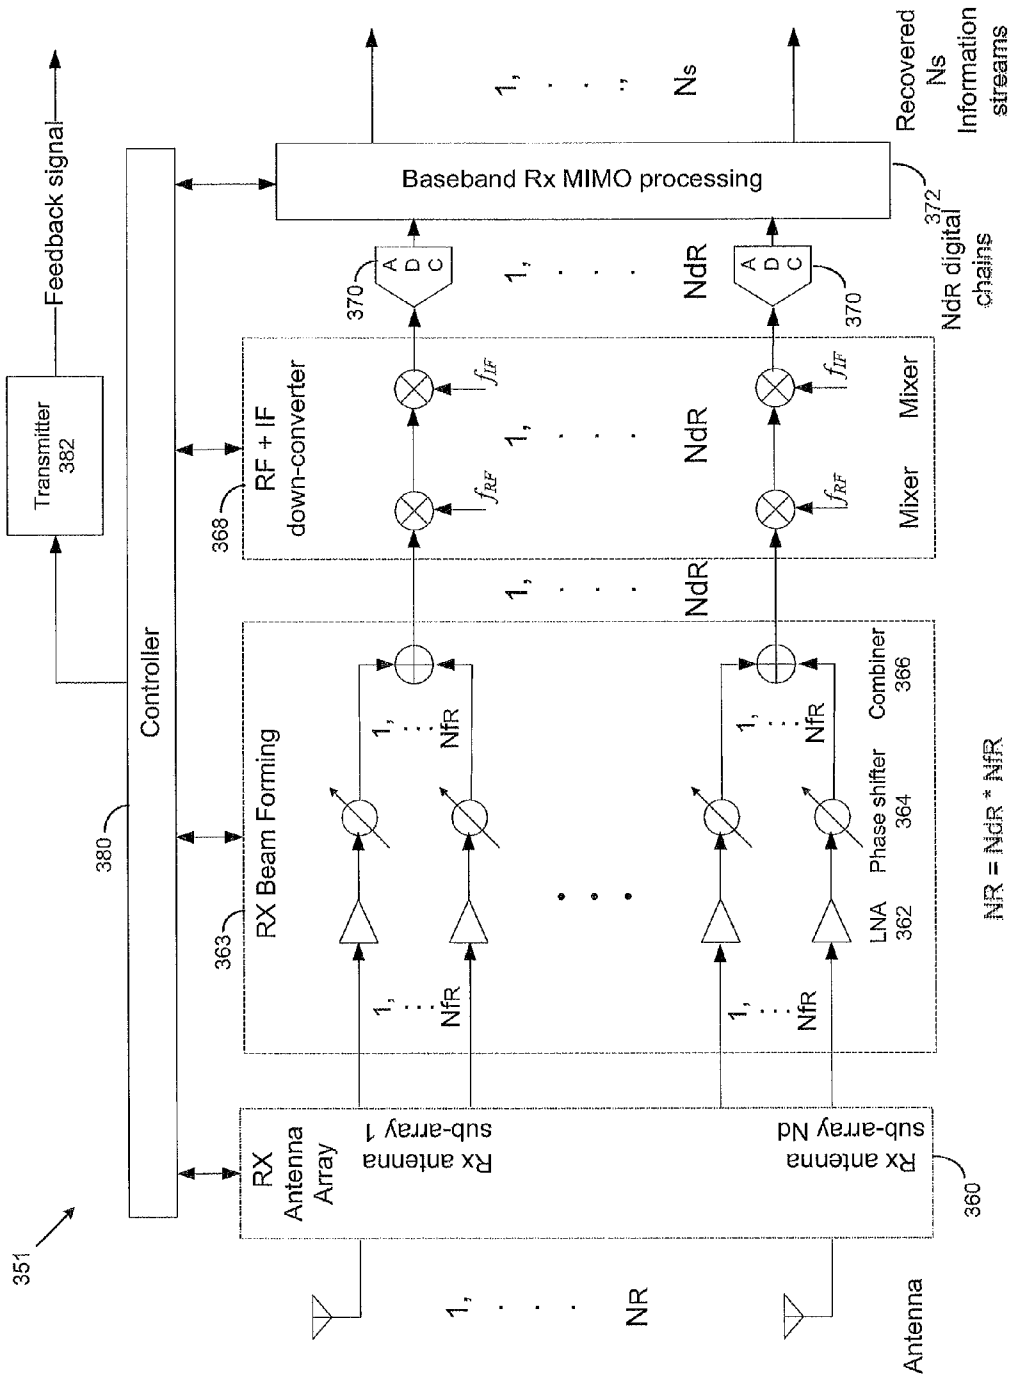 351
Transmitter
382
Feedback signal
380
Controller
363
RX Beam Forming
368
RF + IF
down-converter
RX
Antenna
Array
Rx antenna
sub-array 1
Rx antenna
sub-array Nd
360
1,
. . .
NR
Antenna
1,
. . . .
NfR
1,
. . . .
NfR
. . .
1,
. . . .
NfR
1,
. . . .
NfR
LNA
362
Phase shifter
364
Combiner
366
NR = NdR * NfR
1,
. . .
NdR
fRF
fIF
1,
. . .
NdR
fRF
fIF
Mixer
Mixer
370
A
D
C
1,
. . .
NdR
A
D
C
370
NdR digital
chains
Baseband Rx MIMO processing
372
1,
. . . ,
Ns
Recovered
Ns
Information
streams